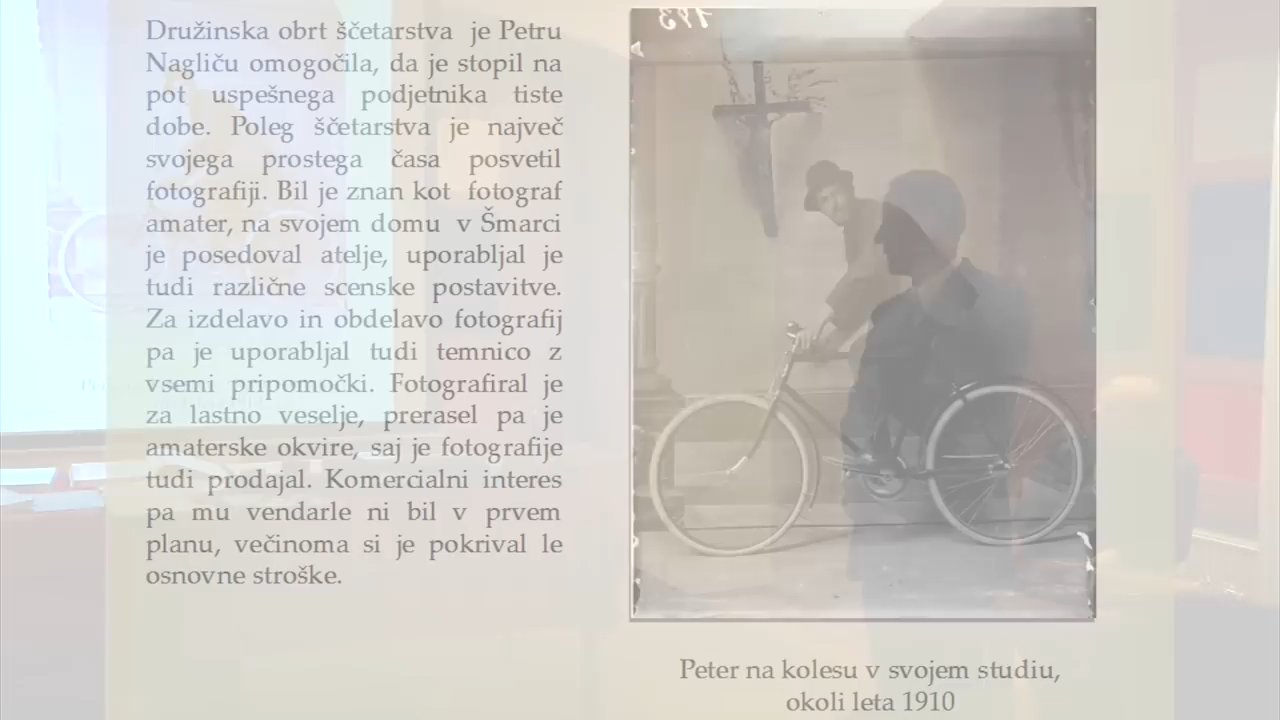 Družinska obrt ščetarstva je Petru
Nagliču omogočila, da je stopil na
pot uspešnega podjetnika tiste
dobe. Poleg ščetarstva je največ
svojega prostega časa posvetil
fotografiji. Bil je znan kot fotograf
amater, na svojem domu v Šmarci
je posedoval atelje, uporabljal je
tudi različne scenske postavitve.
Za izdelavo in obdelavo fotografij
pa je uporabljal tudi temnico z
vsemi pripomočki. Fotografiral je
za lastno veselje, prerasel pa je
amaterske okvire, saj je fotografije
tudi prodajal. Komercialni interes
pa mu vendarle ni bil v prvem
planu, večinoma si je pokrival le
osnovne stroške.
Peter na kolesu v svojem studiu,
okoli leta 1910